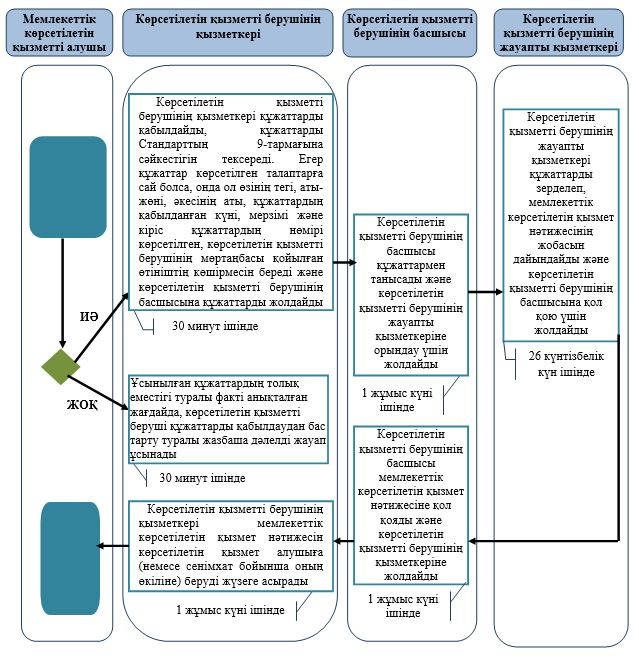 Мемлекеттік
көрсетілетін
қызметті алушы
Көрсетілетін қызметті берушінің
қызметкері
Көрсетілетін қызметті
берушінің басшысы
Көрсетілетін
қызметті берушінің
жауапты қызметкері
Көрсетілетін қызметті
берушінің қызметкері құжаттарды
қабылдайды, құжаттарды
Стандарттың 9-тармағына
сәйкестігін тексереді. Егер
құжаттар көрсетілген талаптарға
сай болса, онда ол өзінің тегі, аты-
жөні, әкесінің аты, құжаттардың
қабылданған күні, мерзімі және
кіріс құжаттардың нөмірі
көрсетілген, көрсетілетін қызметті
берушінің мөртаңбасы қойылған
өтініштің көшірмесін береді және
көрсетілетін қызметті берушінің
басшысына құжаттарды жолдайды
30 минут ішінде
ИӘ
ЖОҚ
Ұсынылған құжаттардың толық
еместігі туралы факті анықталған
жағдайда, көрсетілетін қызметті
беруші құжаттарды қабылдаудан бас
тарту туралы жазбаша дәлелді жауап
ұсынады
30 минут ішінде
Көрсетілетін
қызметті берушінің
басшысы
құжаттармен
танысады және
көрсетілетін
қызметті берушінің
жауапты
қызметкеріне
орындау үшін
жолдайды
1 жұмыс күні
ішінде
Көрсетілетін
қызметті берушінің
жауапты
қызметкері
құжаттарды
зерделеп,
мемлекеттік
көрсетілетін қызмет
нәтижесінің
жобасын
дайындайды және
көрсетілетін
қызметті берушінің
басшысына қол
қою үшін
жолдайды
26 күнтізбелік
күн ішінде
Көрсетілетін
қызметті берушінің
басшысы
мемлекеттік
көрсетілетін қызмет
нәтижесіне қол
қояды және
көрсетілетін
қызметті берушінің
қызметкеріне
жолдайды
1 жұмыс күні
ішінде
Көрсетілетін қызметті берушінің
қызметкері мемлекеттік
көрсетілетін қызмет нәтижесін
көрсетілетін қызмет алушыға
(немесе сенімхат бойынша оның
өкіліне) беруді жүзеге асырады
1 жұмыс күні ішінде